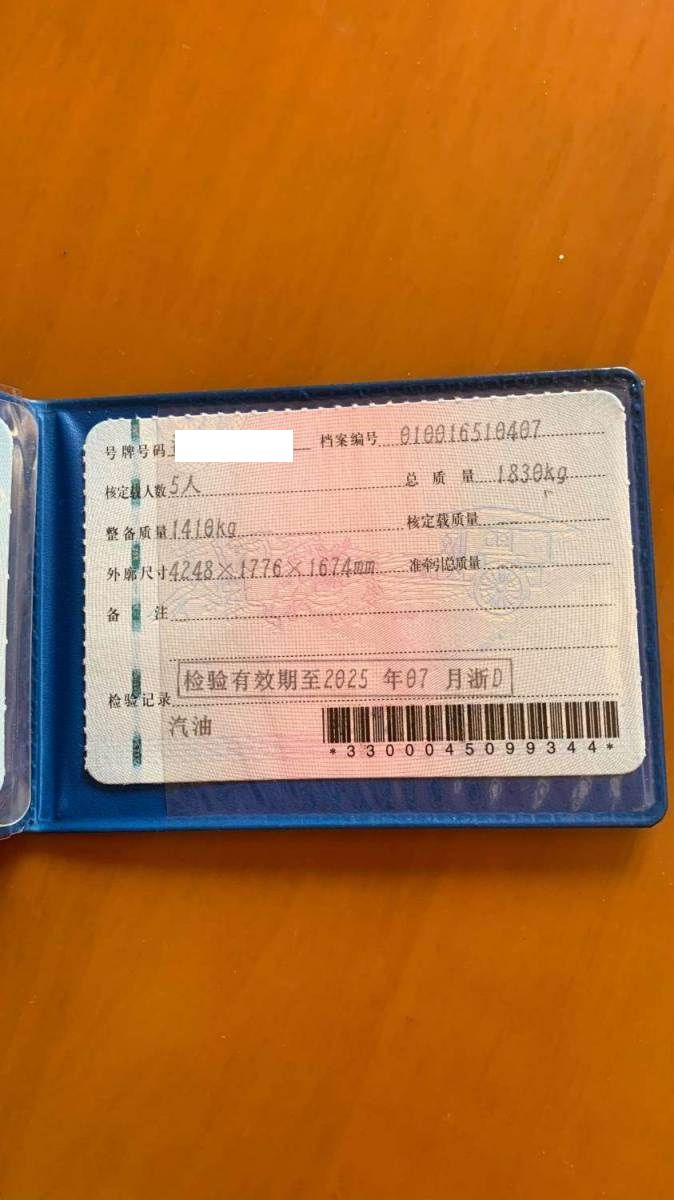 号牌号码 档案编号 010016510407
核定载人数 5人 总质量 1830kg
整备质量 1410kg 核定载质量
外廓尺寸 4248×1776×1674mm 准牵引总质量
备注
检验记录 检验有效期至2025年07月浙D
汽油
*3300045099344*